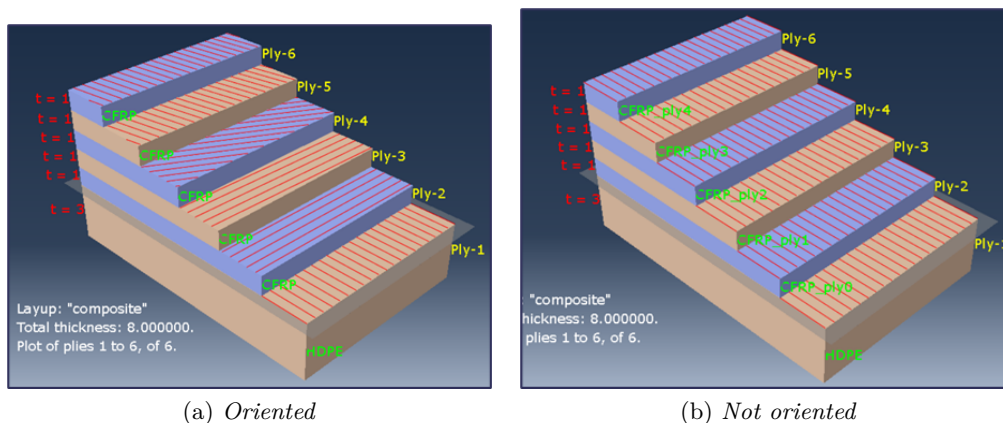 Ply-6
Ply-5
Ply-4
Ply-3
Ply-2
Ply-1
t = 1
t = 1
t = 1
t = 1
t = 1
t = 3
CFRP
CFRP
CFRP
CFRP
CFRP
HDPE
Layup: "composite"
Total thickness: 8.000000.
Plot of plies 1 to 6, of 6.
(a) Oriented
Ply-6
Ply-5
Ply-4
Ply-3
Ply-2
Ply-1
t = 1
t = 1
t = 1
t = 1
t = 1
t = 3
CFRP_ply4
CFRP_ply3
CFRP_ply2
CFRP_ply1
CFRP_ply0
HDPE
: "composite"
hickness: 8.000000.
plies 1 to 6, of 6.
(b) Not oriented